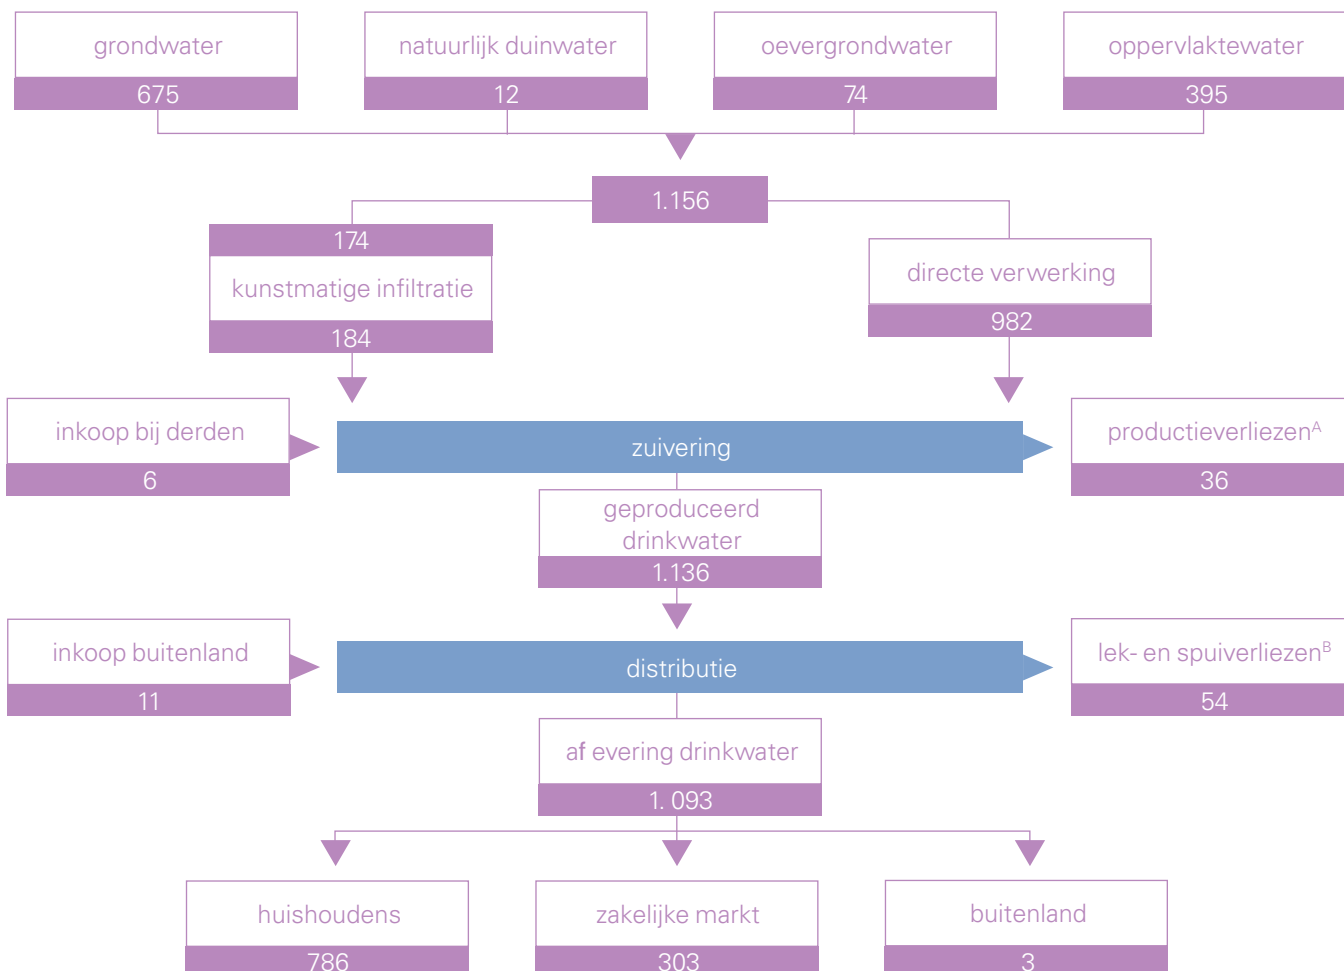 grondwater
675
natuurlijk duinwater
12
oevergrondwater
74
oppervlaktewater
395
1.156
174
kunstmatige infiltratie
184
directe verwerking
982
inkoop bij derden
6
zuivering
productieverliezenA
36
geproduceerd
drinkwater
1.136
inkoop buitenland
11
distributie
lek- en spuiverliezenB
54
af evering drinkwater
1. 093
huishoudens
786
zakelijke markt
303
buitenland
3